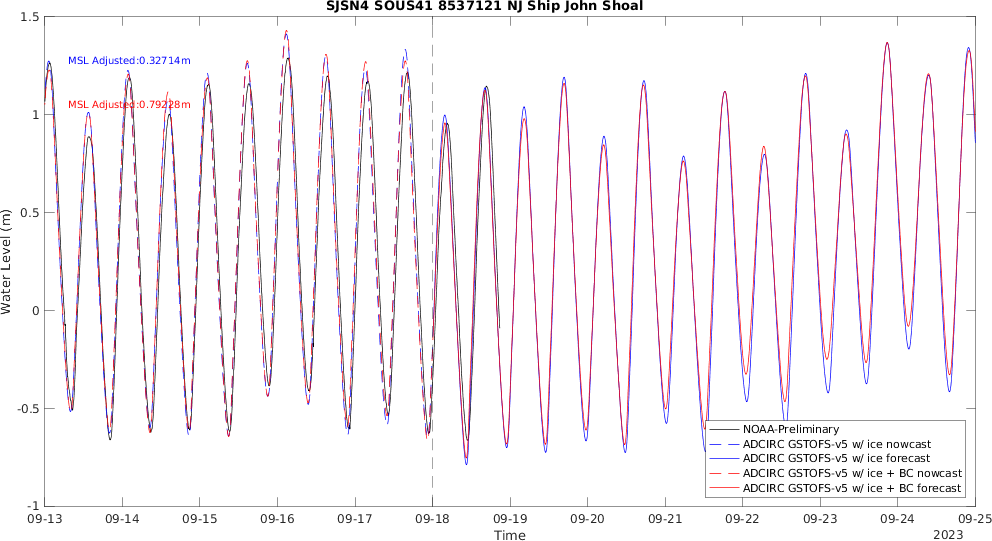 SJSN4 SOUS41 8537121 NJ Ship John Shoal
1.5
MSL Adjusted:0.32714m
MSL Adjusted:0.79228m
1
0.5
Water Level (m)
0
-0.5
-1
NOAA-Preliminary
ADCIRC GSTOFS-v5 w/ ice nowcast
ADCIRC GSTOFS-v5 w/ ice forecast
ADCIRC GSTOFS-v5 w/ ice + BC nowcast
ADCIRC GSTOFS-v5 w/ ice + BC forecast
09-13 09-14 09-15 09-16 09-17 09-18 09-19 09-20 09-21 09-22 09-23 09-24 09-25
Time
2023